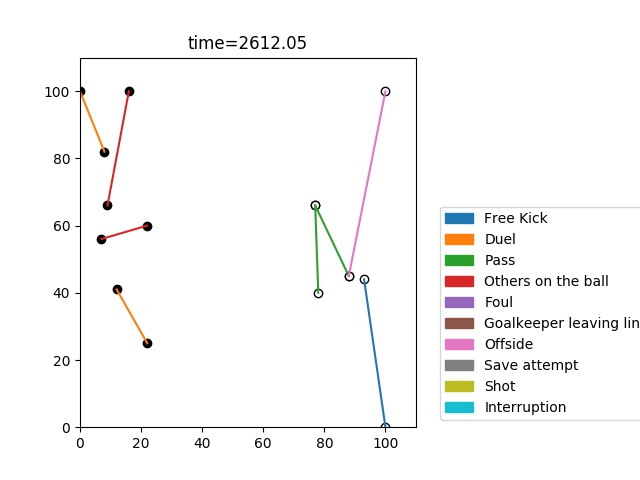 time=2612.05
100
80
60
40
20
0
0 20 40 60 80 100
Free Kick
Duel
Pass
Others on the ball
Foul
Goalkeeper leaving lin
Offside
Save attempt
Shot
Interruption